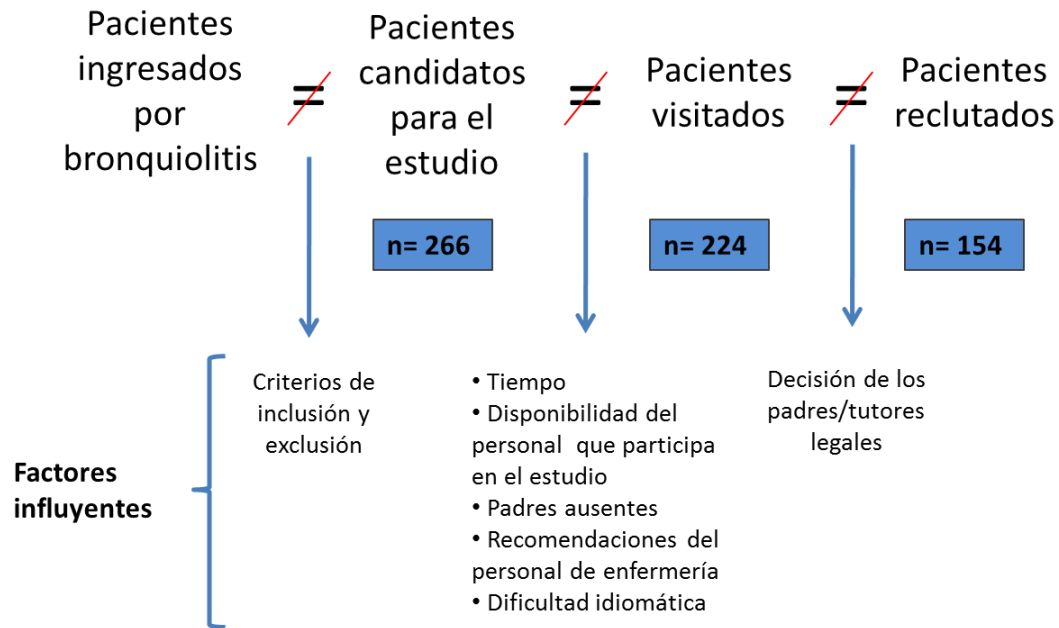 Pacientes
ingresados
por
bronquiolitis
=
Pacientes
candidatos
para el
estudio
=
Pacientes
visitados
=
Pacientes
reclutados
n= 266
n= 224
n= 154
Factores
influyentes
Criterios de
inclusión y
exclusión
• Tiempo
• Disponibilidad del
personal que participa
en el estudio
• Padres ausentes
• Recomendaciones del
personal de enfermería
• Dificultad idiomática
Decisión de los
padres/tutores
legales